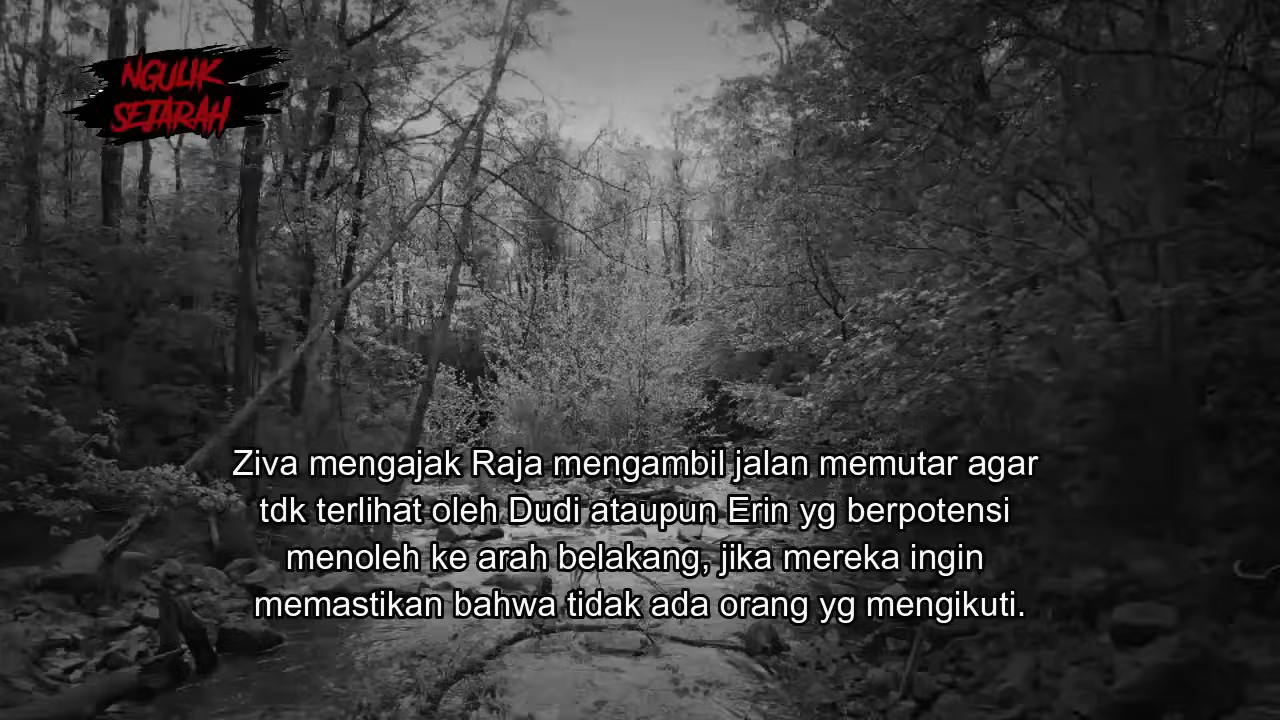 NGULIK
SEJARAH
Ziva mengajak Raja mengambil jalan memutar agar
tdk terlihat oleh Dudi ataupun Erin yg berpotensi
menoleh ke arah belakang, jika mereka ingin
memastikan bahwa tidak ada orang yg mengikuti.